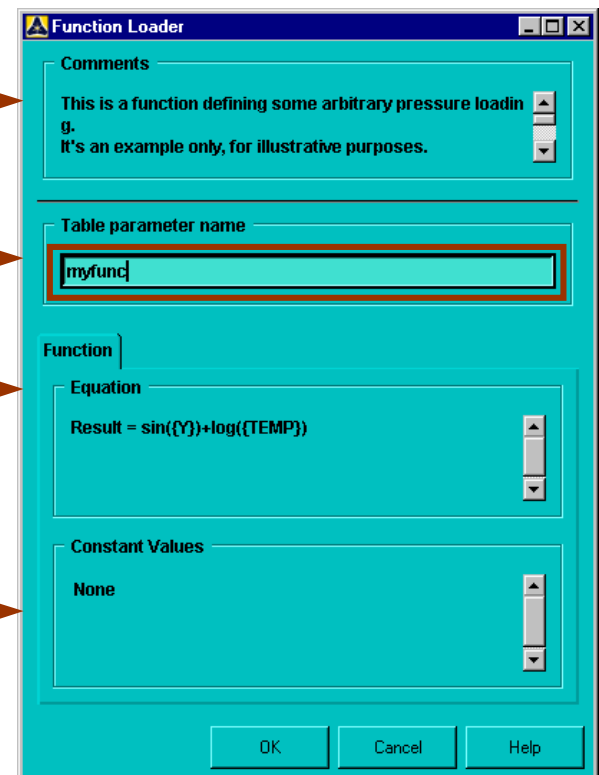 Function Loader
Comments
This is a function defining some arbitrary pressure loadin
g.
It's an example only, for illustrative purposes.
Table parameter name
myfunc
Function
Equation
Result = sin({Y})+log({TEMP})
Constant Values
None
OK Cancel Help